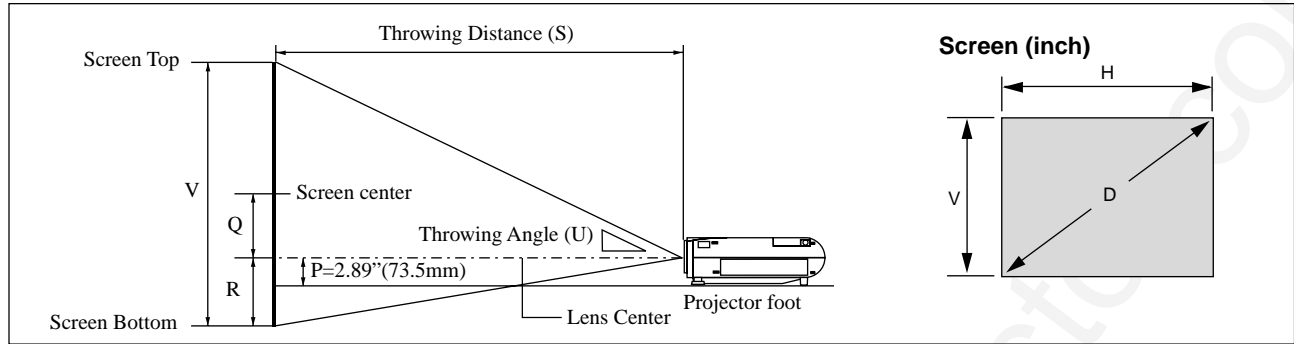 Throwing Distance (S)
Screen Top
V
Screen center
Q
Throwing Angle (U)
P=2.89”(73.5mm)
R
Projector foot
Screen Bottom
Lens Center
Screen (inch)
H
V
D